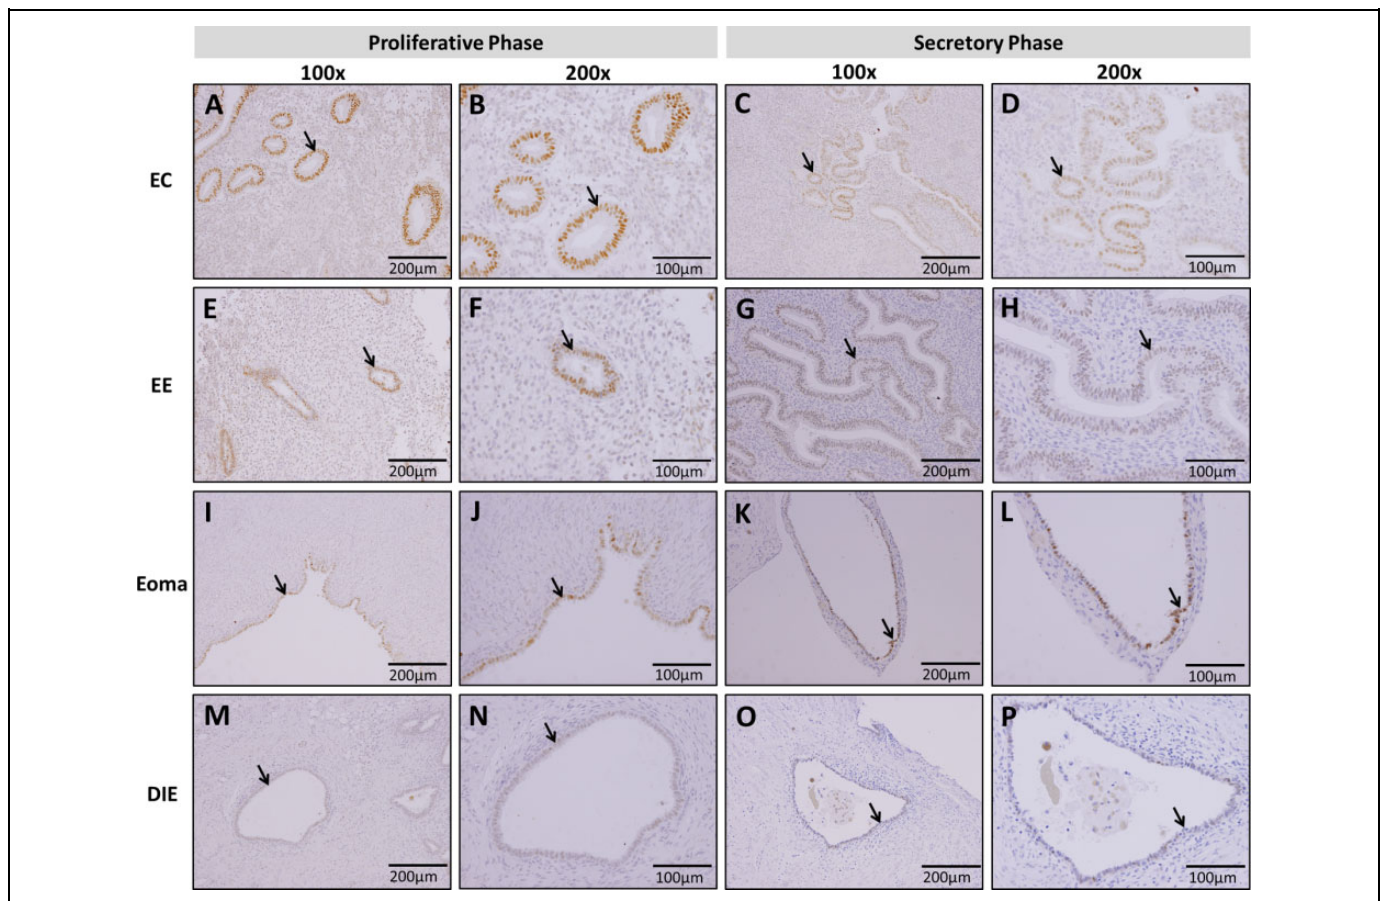 Proliferative Phase Secretory Phase
100x 200x 100x 200x
EC
A 200µm B 100µm C 200µm D 100µm
EE
E 200µm F 100µm G 200µm H 100µm
Eoma
I 200µm J 100µm K 200µm L 100µm
DIE
M 200µm N 100µm O 200µm P 100µm